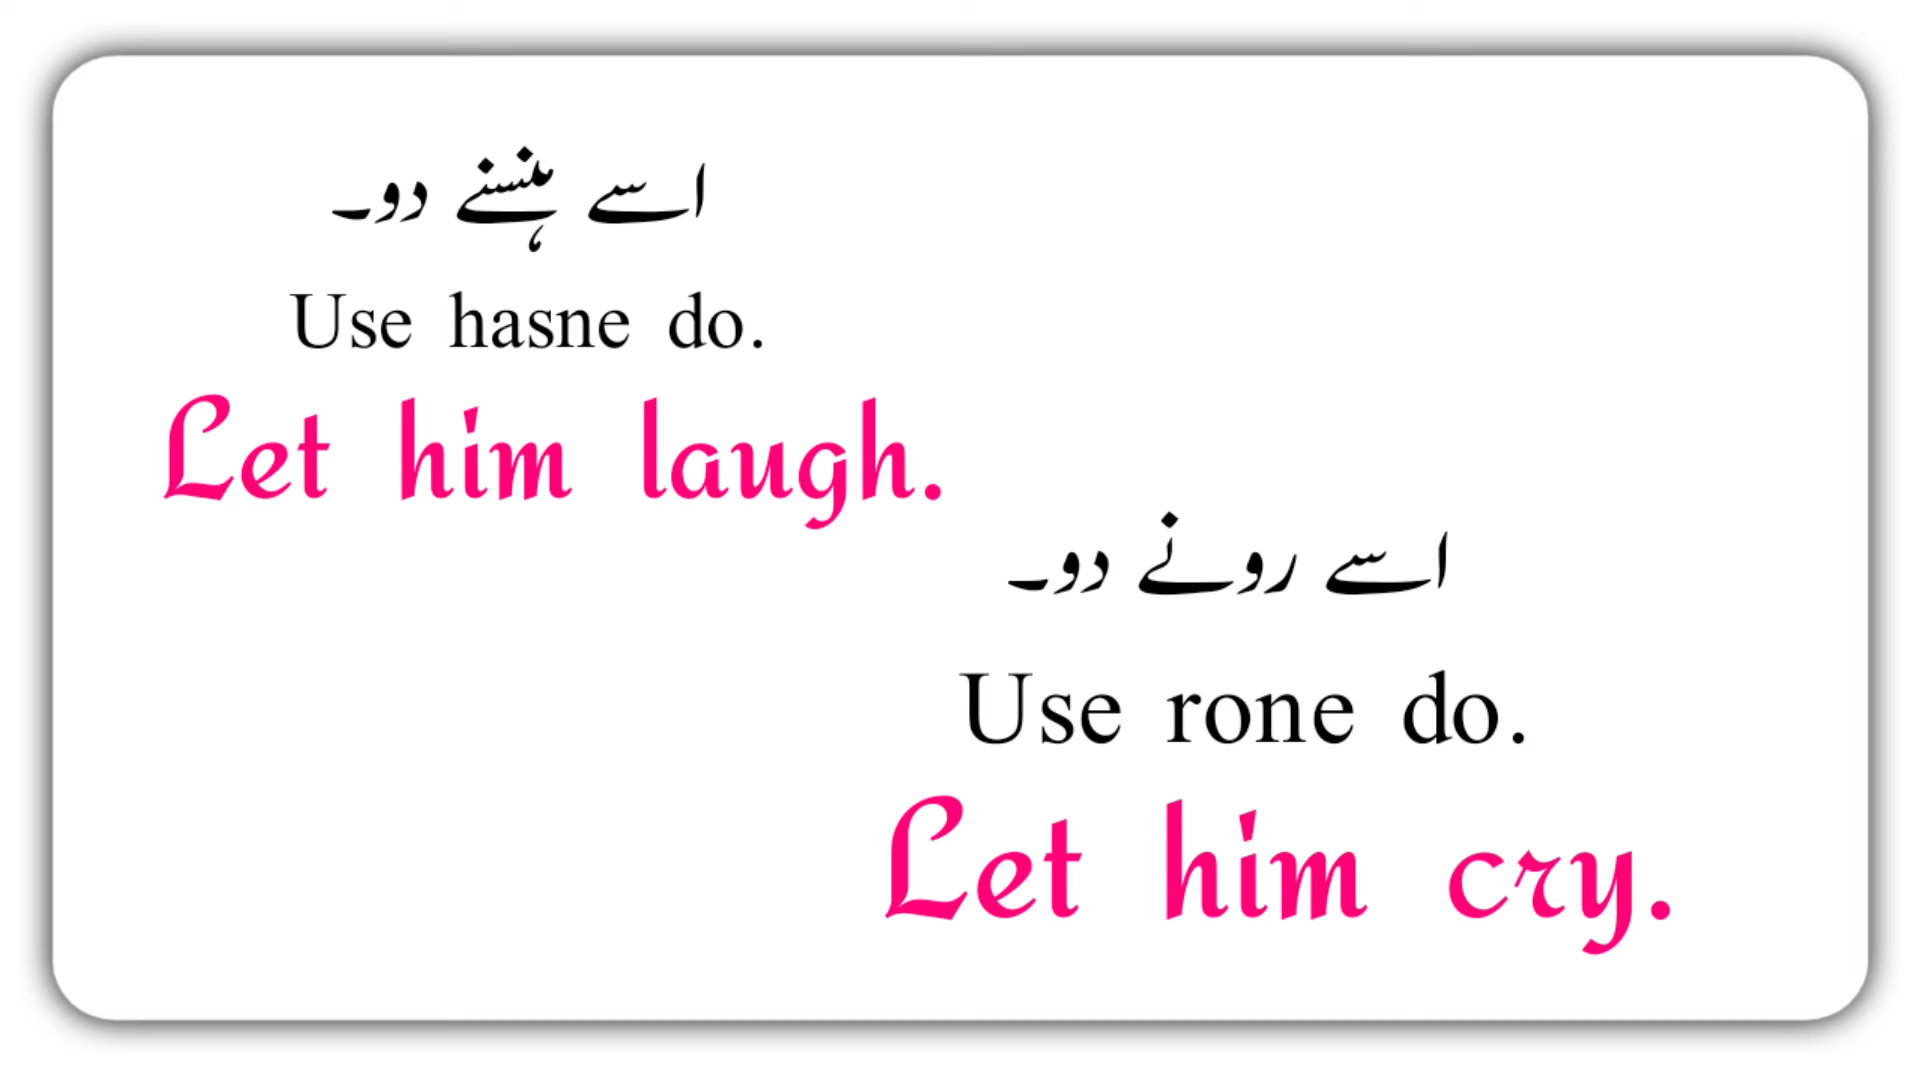 اسے ہنسنے دو۔
Use hasne do.
Let him laugh.
اسے رونے دو۔
Use rone do.
Let him cry.